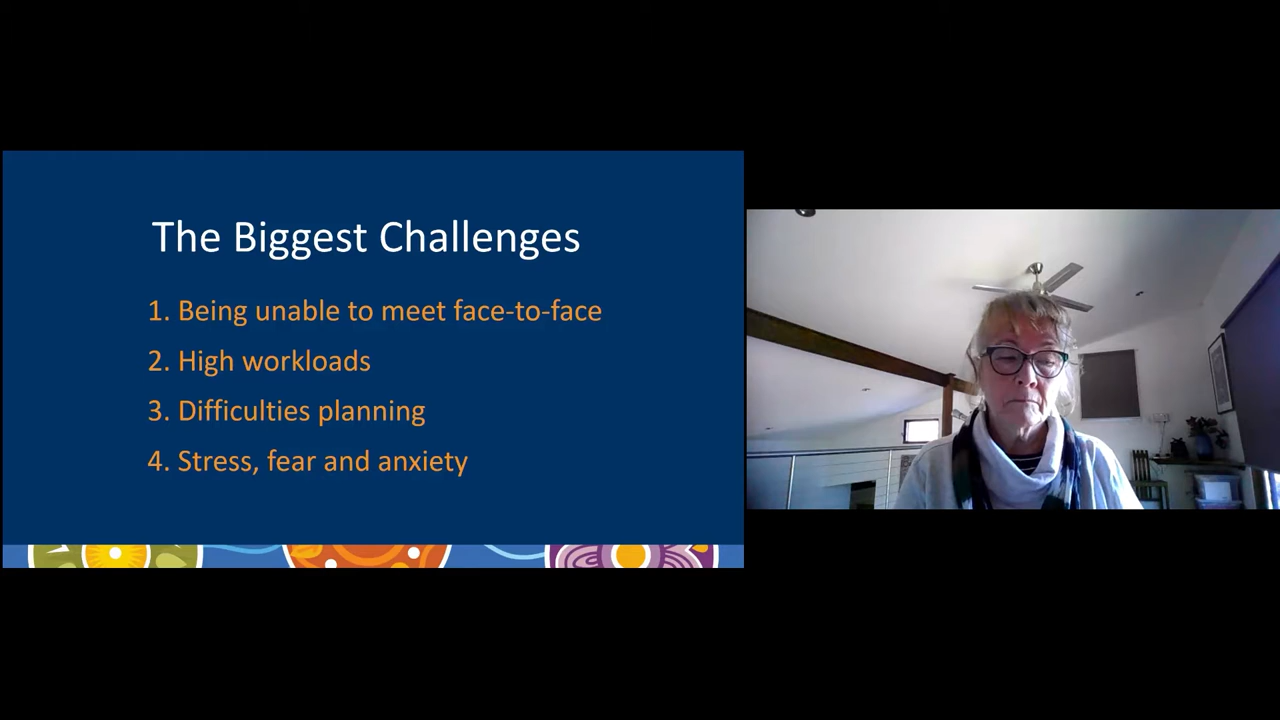 The Biggest Challenges
1. Being unable to meet face-to-face
2. High workloads
3. Difficulties planning
4. Stress, fear and anxiety